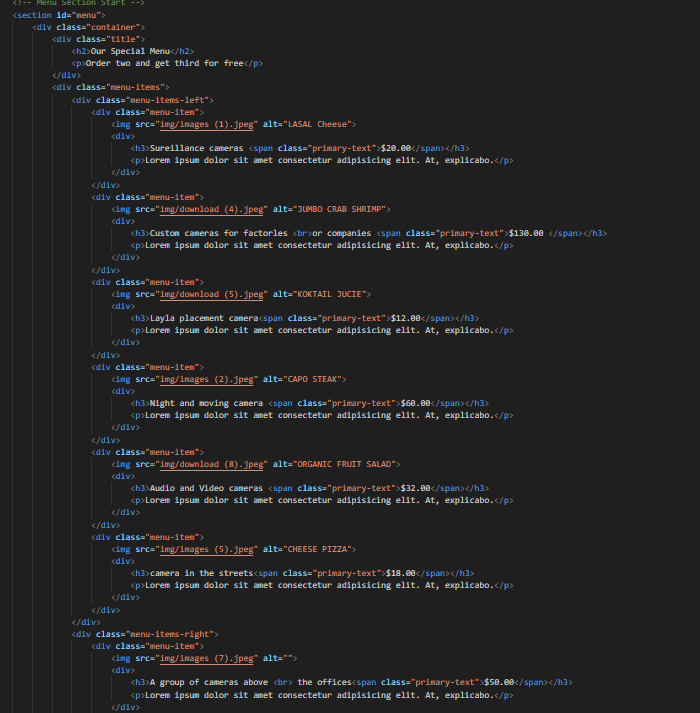 <!-- Menu Section Start -->
<section id="menu">
<div class="container">
<div class="title">
<h2>Our Special Menu</h2>
<p>Order two and get third for free</p>
</div>
<div class="menu-items">
<div class="menu-items-left">
<div class="menu-item">
<img src="img/images (1).jpeg" alt="LASAL Cheese">
<div>
<h3>Sureillance cameras <span class="primary-text">$20.00</span></h3>
<p>Lorem ipsum dolor sit amet consectetur adipisicing elit. At, explicabo.</p>
</div>
</div>
<div class="menu-item">
<img src="img/download (4).jpeg" alt="JUMBO CRAB SHRIMP">
<div>
<h3>Custom cameras for factorles <br>or companies <span class="primary-text">$130.00 </span></h3>
<p>Lorem ipsum dolor sit amet consectetur adipisicing elit. At, explicabo.</p>
</div>
</div>
<div class="menu-item">
<img src="img/download (5).jpeg" alt="KOKTAIL JUCIE">
<div>
<h3>Layla placement camera<span class="primary-text">$12.00</span></h3>
<p>Lorem ipsum dolor sit amet consectetur adipisicing elit. At, explicabo.</p>
</div>
</div>
<div class="menu-item">
<img src="img/images (2).jpeg" alt="CAPO STEAK">
<div>
<h3>Night and moving camera <span class="primary-text">$60.00</span></h3>
<p>Lorem ipsum dolor sit amet consectetur adipisicing elit. At, explicabo.</p>
</div>
</div>
<div class="menu-item">
<img src="img/download (8).jpeg" alt="ORGANIC FRUIT SALAD">
<div>
<h3>Audio and Video cameras <span class="primary-text">$32.00</span></h3>
<p>Lorem ipsum dolor sit amet consectetur adipisicing elit. At, explicabo.</p>
</div>
</div>
<div class="menu-item">
<img src="img/images (5).jpeg" alt="CHEESE PIZZA">
<div>
<h3>camera in the streets<span class="primary-text">$18.00</span></h3>
<p>Lorem ipsum dolor sit amet consectetur adipisicing elit. At, explicabo.</p>
</div>
</div>
</div>
<div class="menu-items-right">
<div class="menu-item">
<img src="img/images (7).jpeg" alt="">
<div>
<h3>A group of cameras above <br> the offices<span class="primary-text">$50.00</span></h3>
<p>Lorem ipsum dolor sit amet consectetur adipisicing elit. At, explicabo.</p>
</div>